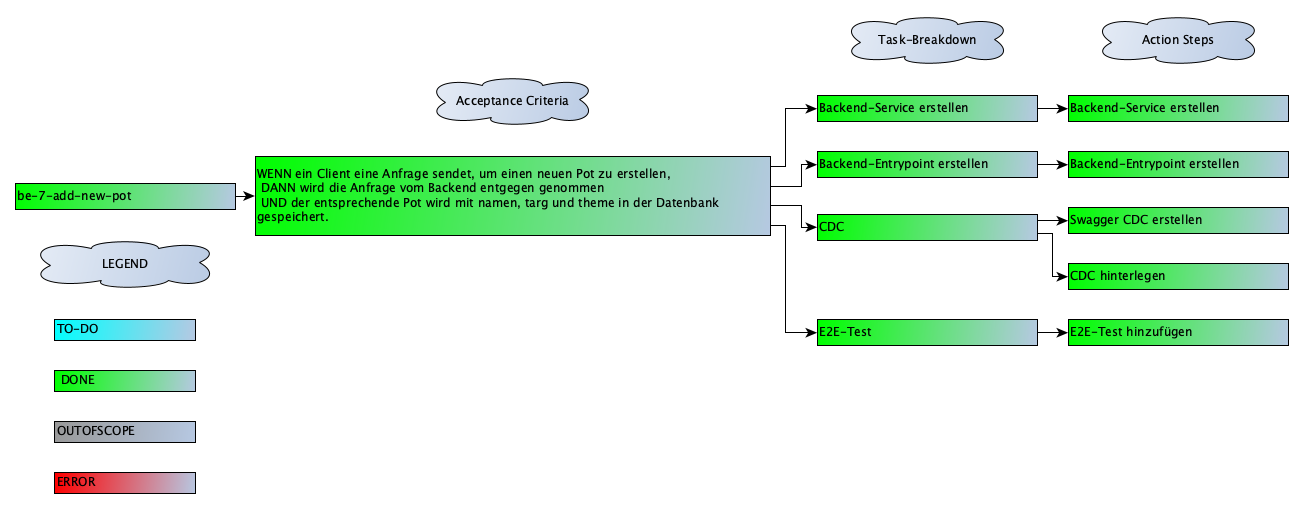 Task-Breakdown
Action Steps
Acceptance Criteria
be-7-add-new-pot
WENN ein Client eine Anfrage sendet, um einen neuen Pot zu erstellen,
DANN wird die Anfrage vom Backend entgegen genommen
UND der entsprechende Pot wird mit namen, targ und theme in der Datenbank
gespeichert.
Backend-Service erstellen
Backend-Service erstellen
Backend-Entrypoint erstellen
Backend-Entrypoint erstellen
CDC
Swagger CDC erstellen
CDC hinterlegen
E2E-Test
E2E-Test hinzufügen
LEGEND
TO-DO
DONE
OUTOFSCOPE
ERROR